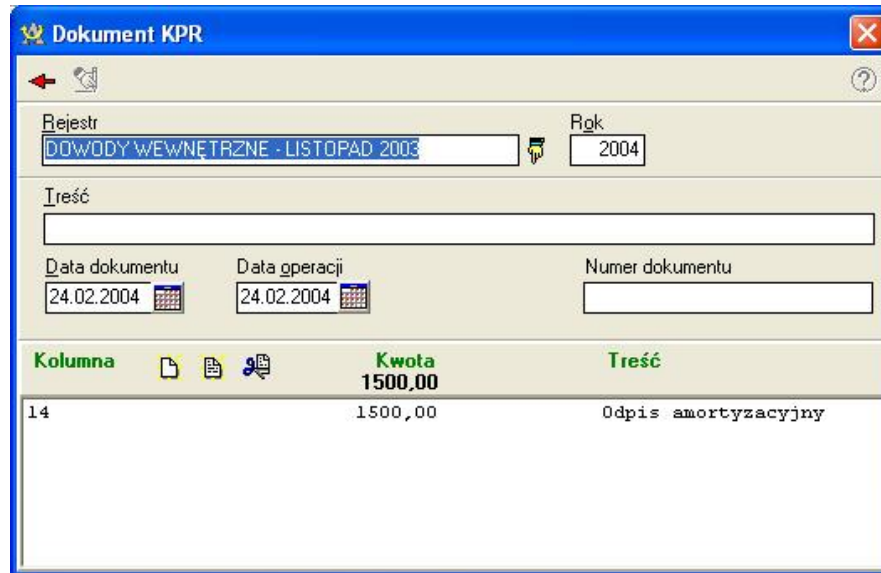 Dokument KPR
Rejestr Rok
DOWODY WEWNĘTRZNE - LISTOPAD 2003 2004
Treść
Data dokumentu Data operacji Numer dokumentu
24.02.2004 24.02.2004
Kolumna Kwota Treść
1500,00
14 1500,00 Odpis amortyzacyjny